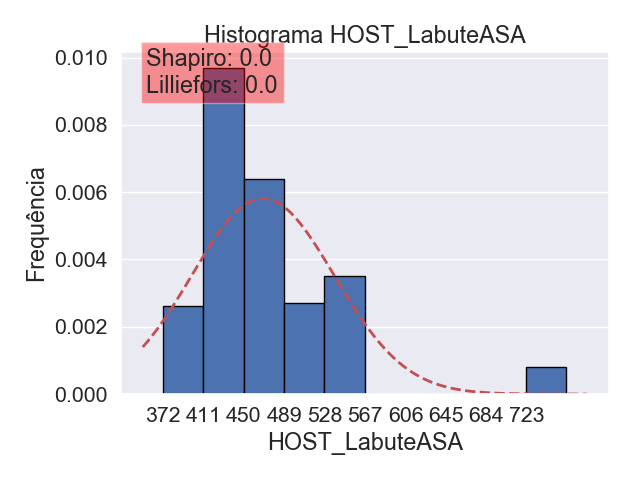 Histograma HOST_LabuteASA
Shapiro: 0.0
Lilliefors: 0.0
Frequência
0.010
0.008
0.006
0.004
0.002
0.000
372 411 450 489 528 567 606 645 684 723
HOST_LabuteASA